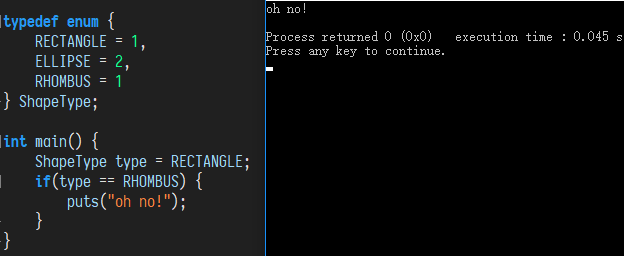 typedef enum {
RECTANGLE = 1,
ELLIPSE = 2,
RHOMBUS = 1
} ShapeType;
int main() {
ShapeType type = RECTANGLE;
if(type == RHOMBUS) {
puts("oh no!");
}
}
oh no!
Process returned 0 (0x0)   execution time : 0.045 s
Press any key to continue.